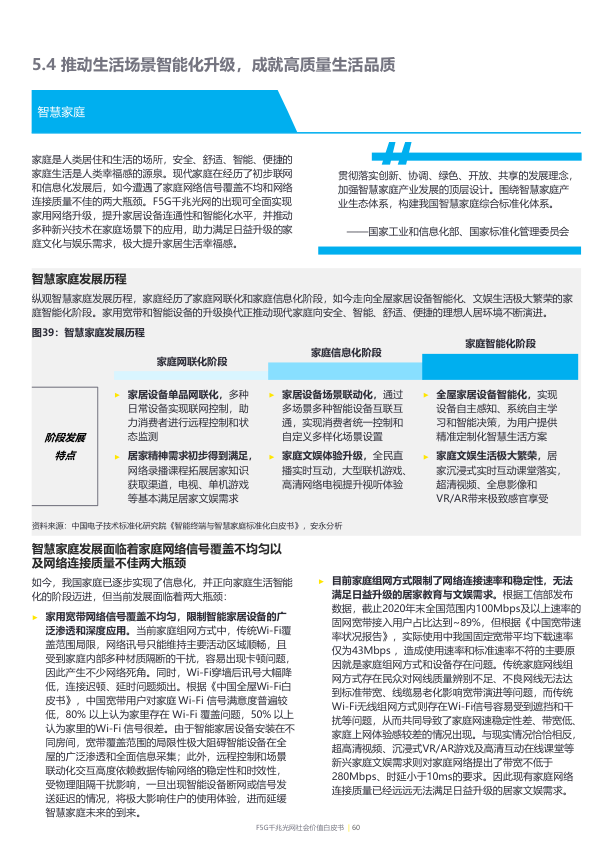 5.4 推动生活场景智能化升级，成就高质量生活品质
智慧家庭
家庭是人类居住和生活的场所，安全、舒适、智能、便捷的
家庭生活是人类幸福感的源泉。现代家庭在经历了初步联网
和信息化发展后，如今遭遇了家庭网络信号覆盖不均和网络
连接质量不佳的两大瓶颈。F5G千兆光网的出现可全面实现
家用网络升级，提升家居设备连通性和智能化水平，并推动
多种新兴技术在家庭场景下的应用，助力满足日益升级的家
庭文化与娱乐需求，极大提升家居生活幸福感。
贯彻落实创新、协调、绿色、开放、共享的发展理念，
加强智慧家庭产业发展的顶层设计。围绕智慧家庭产
业生态体系，构建我国智慧家庭综合标准化体系。
——国家工业和信息化部、国家标准化管理委员会
智慧家庭发展历程
纵观智慧家庭发展历程，家庭经历了家庭网联化和家庭信息化阶段，如今走向全屋家居设备智能化、文娱生活极大繁荣的家
庭智能化阶段。家用宽带和智能设备的升级换代正推动现代家庭向安全、智能、舒适、便捷的理想人居环境不断演进。
图39：智慧家庭发展历程
家庭网联化阶段
家庭信息化阶段
家庭智能化阶段
阶段发展
特点
► 家居设备单品网联化，多种
日常设备实现联网控制，助
力消费者进行远程控制和状
态监测
► 居家精神需求初步得到满足，
网络录播课程拓展居家知识
获取渠道，电视、单机游戏
等基本满足居家文娱需求
► 家居设备场景联动化，通过
多场景多种智能设备互联互
通，实现消费者统一控制和
自定义多样化场景设置
► 家庭文娱体验升级，全民直
播实时互动，大型联机游戏、
高清网络电视提升视听体验
► 全屋家居设备智能化，实现
设备自主感知、系统自主学
习和智能决策，为用户提供
精准定制化智慧生活方案
► 家庭文娱生活极大繁荣，居
家沉浸式实时互动课堂落实，
超清视频、全息影像和
VR/AR带来极致感官享受
资料来源：中国电子技术标准化研究院《智能终端与智慧家庭标准化白皮书》，安永分析
智慧家庭发展面临着家庭网络信号覆盖不均匀以
及网络连接质量不佳两大瓶颈
如今，我国家庭已逐步实现了信息化，并正向家庭生活智能
化的阶段迈进，但当前发展面临着两大瓶颈：
► 家用宽带网络信号覆盖不均匀，限制智能家居设备的广
泛渗透和深度应用。当前家庭组网方式中，传统Wi-Fi覆
盖范围局限，网络讯号只能维持主要活动区域顺畅，且
受到家庭内部多种材质隔断的干扰，容易出现卡顿问题，
因此产生不少网络死角。同时，Wi-Fi穿墙后讯号大幅降
低，连接迟顿、延时问题频出。根据《中国全屋Wi-Fi白
皮书》，中国宽带用户对家庭 Wi-Fi 信号满意度普遍较
低，80% 以上认为家里存在 Wi-Fi 覆盖问题，50% 以上
认为家里的Wi-Fi 信号很差。由于智能家居设备安装在不
同房间，宽带覆盖范围的局限性极大阻碍智能设备在全
屋的广泛渗透和全面信息采集；此外，远程控制和场景
联动化交互高度依赖数据传输网络的稳定性和时效性，
受物理阻隔干扰影响，一旦出现智能设备断网或信号发
送延迟的情况，将极大影响住户的使用体验，进而延缓
智慧家庭未来的到来。
► 目前家庭组网方式限制了网络连接速率和稳定性，无法
满足日益升级的居家教育与文娱需求。根据工信部发布
数据，截止2020年末全国范围内100Mbps及以上速率的
固网宽带接入用户占比达到~89%，但根据《中国宽带速
率状况报告》，实际使用中我国固定宽带平均下载速率
仅为43Mbps ，造成使用速率和标准速率不符的主要原
因就是家庭组网方式和设备存在问题。传统家庭网线组
网方式存在民众对网线质量辨别不足、不良网线无法达
到标准带宽、线缆易老化影响宽带演进等问题，而传统
Wi-Fi无线组网方式则存在Wi-Fi信号容易受到遮挡和干
扰等问题，从而共同导致了家庭网速稳定性差、带宽低、
家庭上网体验感较差的情况出现。与现实情况恰恰相反，
超高清视频、沉浸式VR/AR游戏及高清互动在线课堂等
新兴家庭文娱需求则对家庭网络提出了带宽不低于
280Mbps、时延小于10ms的要求。因此现有家庭网络
连接质量已经远远无法满足日益升级的居家文娱需求。
F5G千兆光网社会价值白皮书 | 60